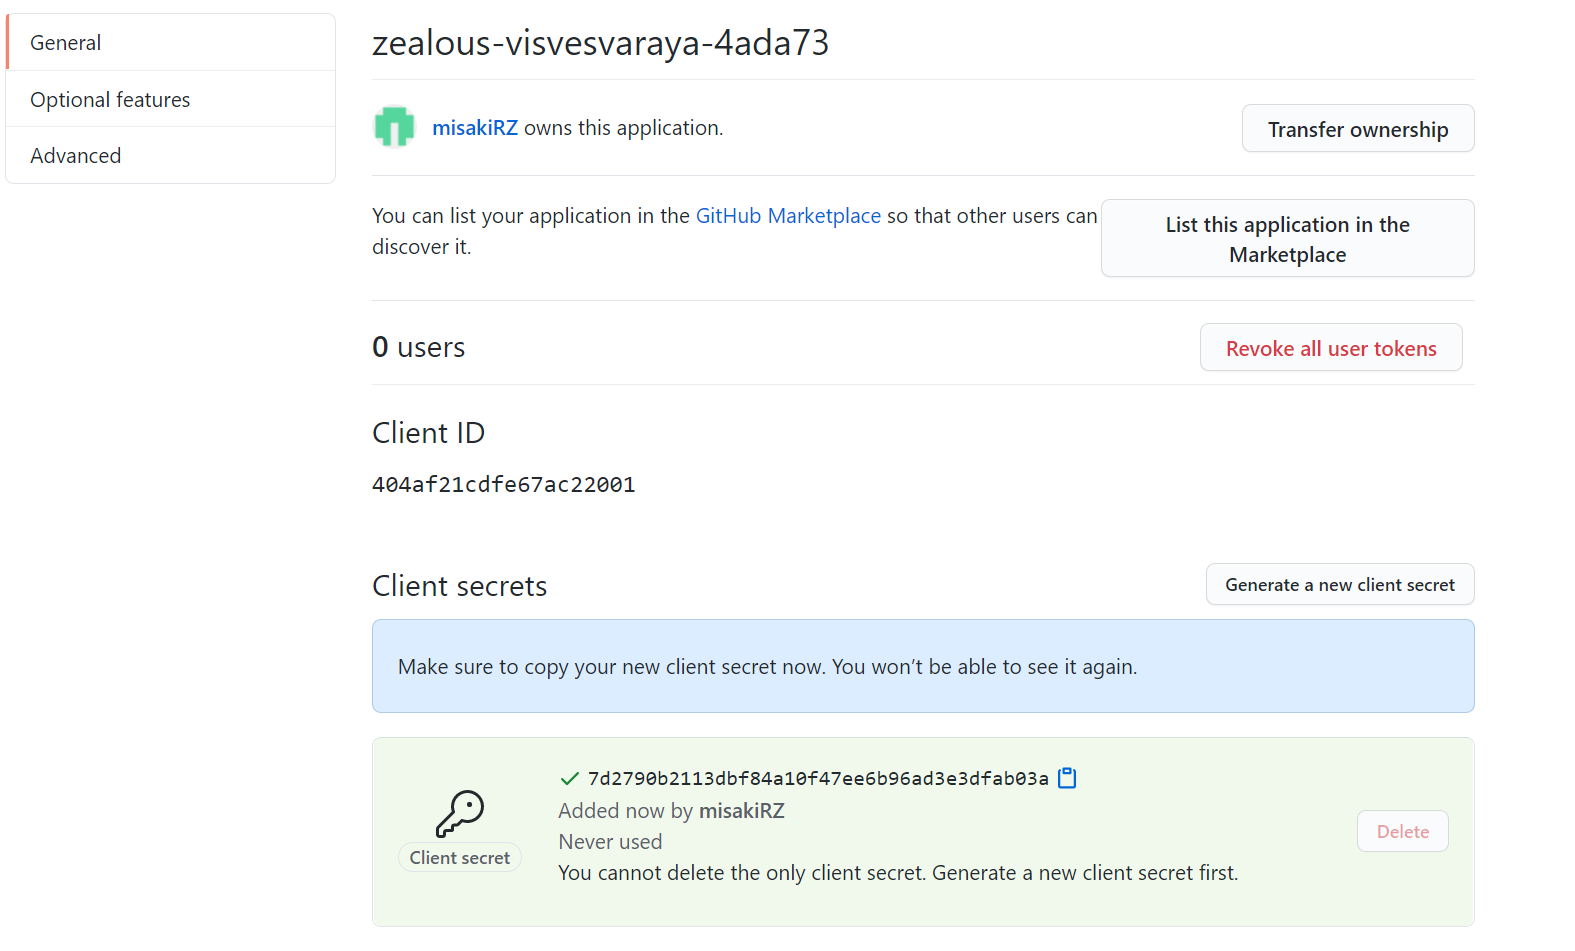 General
Optional features
Advanced
zealous-visvesvaraya-4ada73
misakiRZ owns this application.
Transfer ownership
You can list your application in the GitHub Marketplace so that other users can
discover it.
List this application in the
Marketplace
0 users
Revoke all user tokens
Client ID
404af21cdfe67ac22001
Client secrets
Generate a new client secret
Make sure to copy your new client secret now. You won’t be able to see it again.
7d2790b2113dbf84a10f47ee6b96ad3e3dfab03a
Added now by misakiRZ
Never used
You cannot delete the only client secret. Generate a new client secret first.
Client secret
Delete